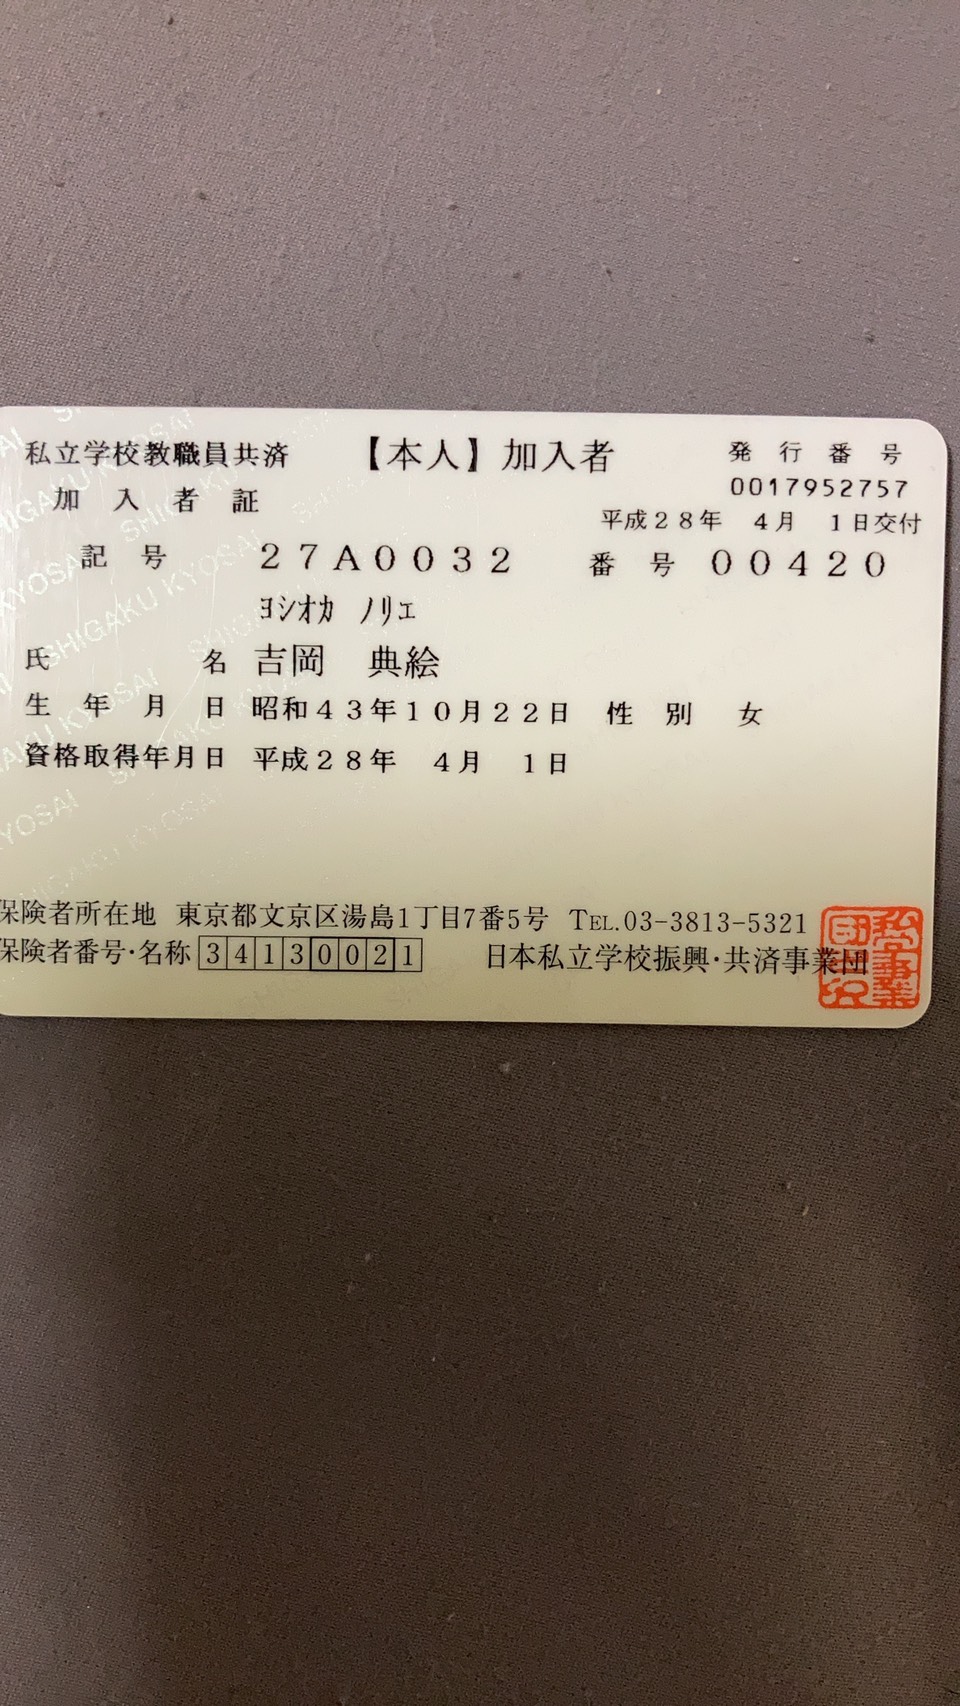 私立学校教職員共済 【本人】加入者 発行番号
加入者証 0017952757
平成28年 4月 1日交付
記号 27A0032 番号 00420
ﾖｼｵｶ ﾉﾘｴ
氏名 吉岡 典絵
生年月日 昭和43年10月22日 性別 女
資格取得年月日 平成28年 4月 1日
保険者所在地 東京都文京区湯島1丁目7番5号 TEL.03-3813-5321
保険者番号・名称 34130021 日本私立学校振興・共済事業団
SHIGAKU KYOSAI